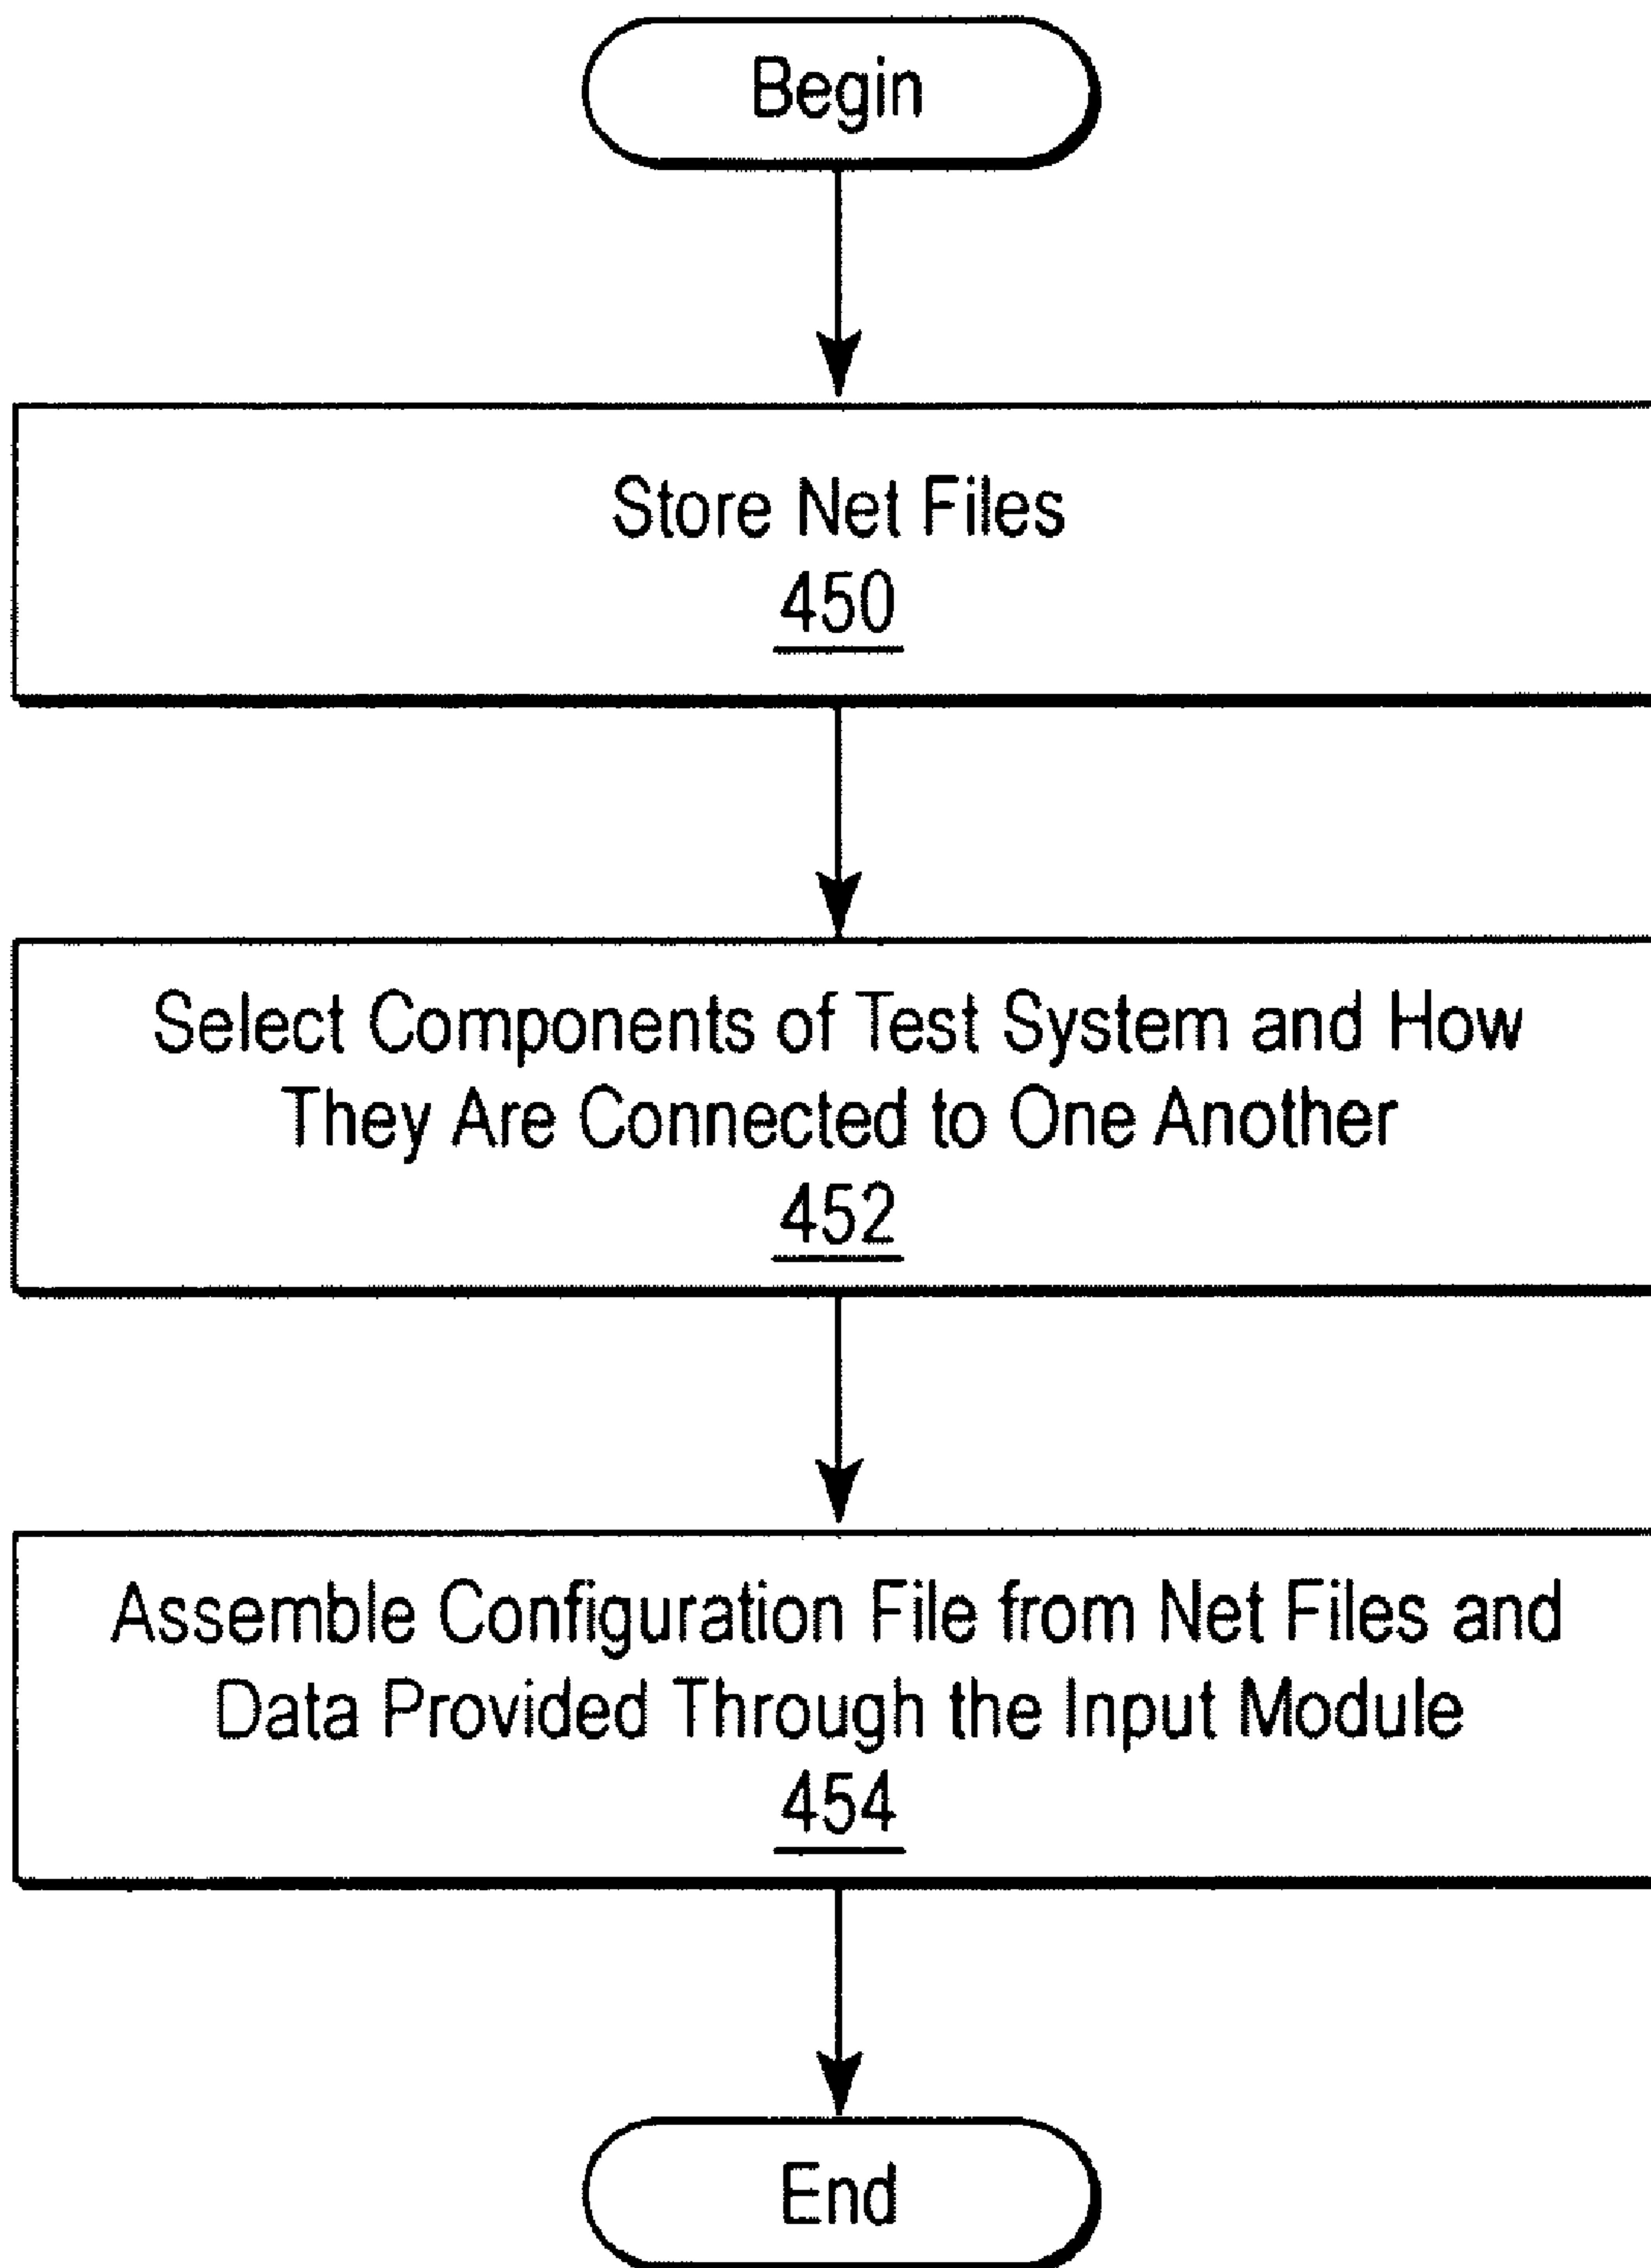 Begin
Store Net Files
450
Select Components of Test System and How
They Are Connected to One Another
452
Assemble Configuration File from Net Files and
Data Provided Through the Input Module
454
End